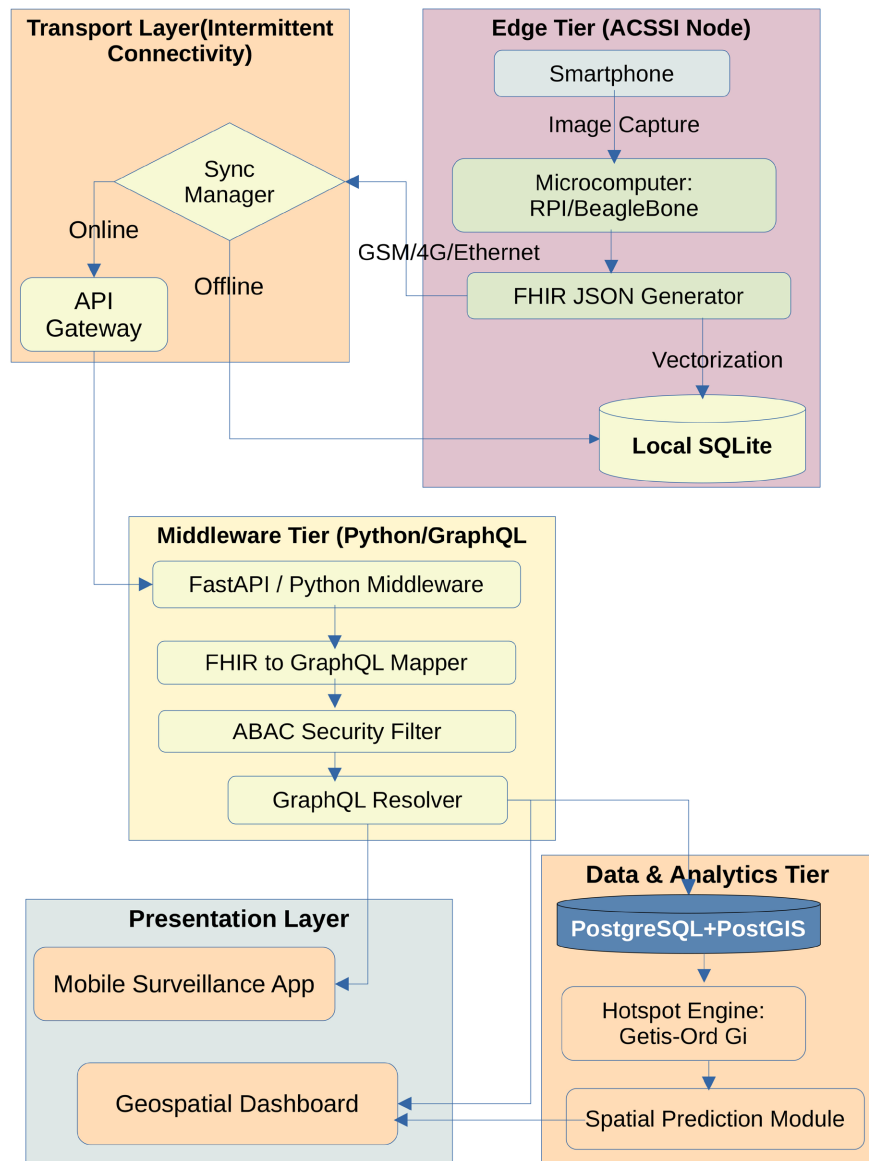 Transport Layer(Intermittent
Connectivity)
Sync
Manager
Online
Offline
API
Gateway
GSM/4G/Ethernet
Edge Tier (ACSSI Node)
Smartphone
Image Capture
Microcomputer:
RPI/BeagleBone
FHIR JSON Generator
Vectorization
Local SQLite
Middleware Tier (Python/GraphQL
FastAPI / Python Middleware
FHIR to GraphQL Mapper
ABAC Security Filter
GraphQL Resolver
Presentation Layer
Mobile Surveillance App
Geospatial Dashboard
Data & Analytics Tier
PostgreSQL+PostGIS
Hotspot Engine:
Getis-Ord Gi
Spatial Prediction Module